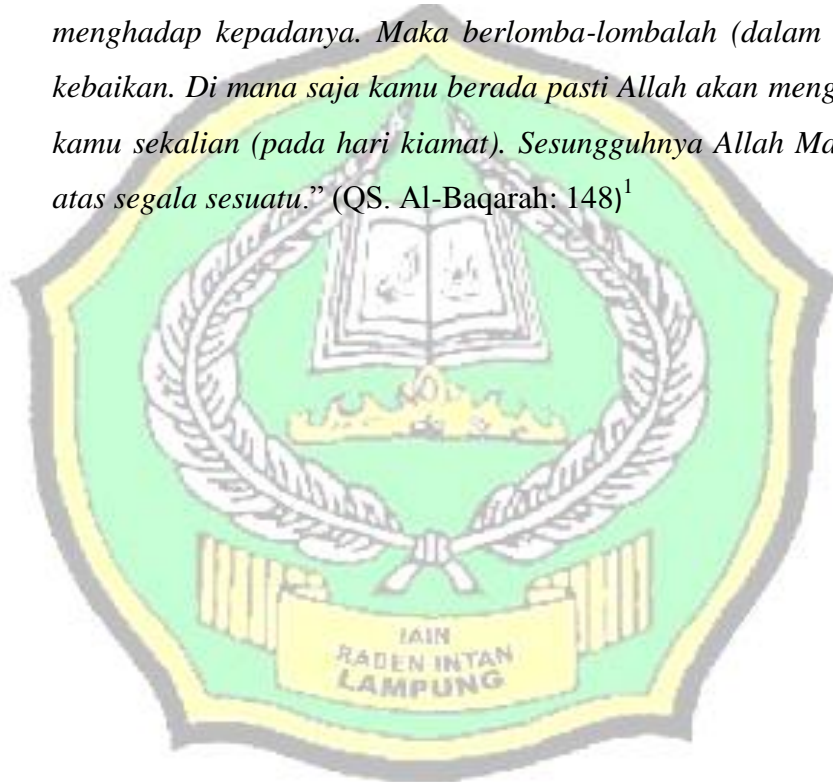 menghadap kepadanya. Maka berlomba-lombalah (dalam
kebaikan. Di mana saja kamu berada pasti Allah akan meng
kamu sekalian (pada hari kiamat). Sesungguhnya Allah Ma
atas segala sesuatu.” (QS. Al-Baqarah: 148)¹
IAIN
RADEN INTAN
LAMPUNG